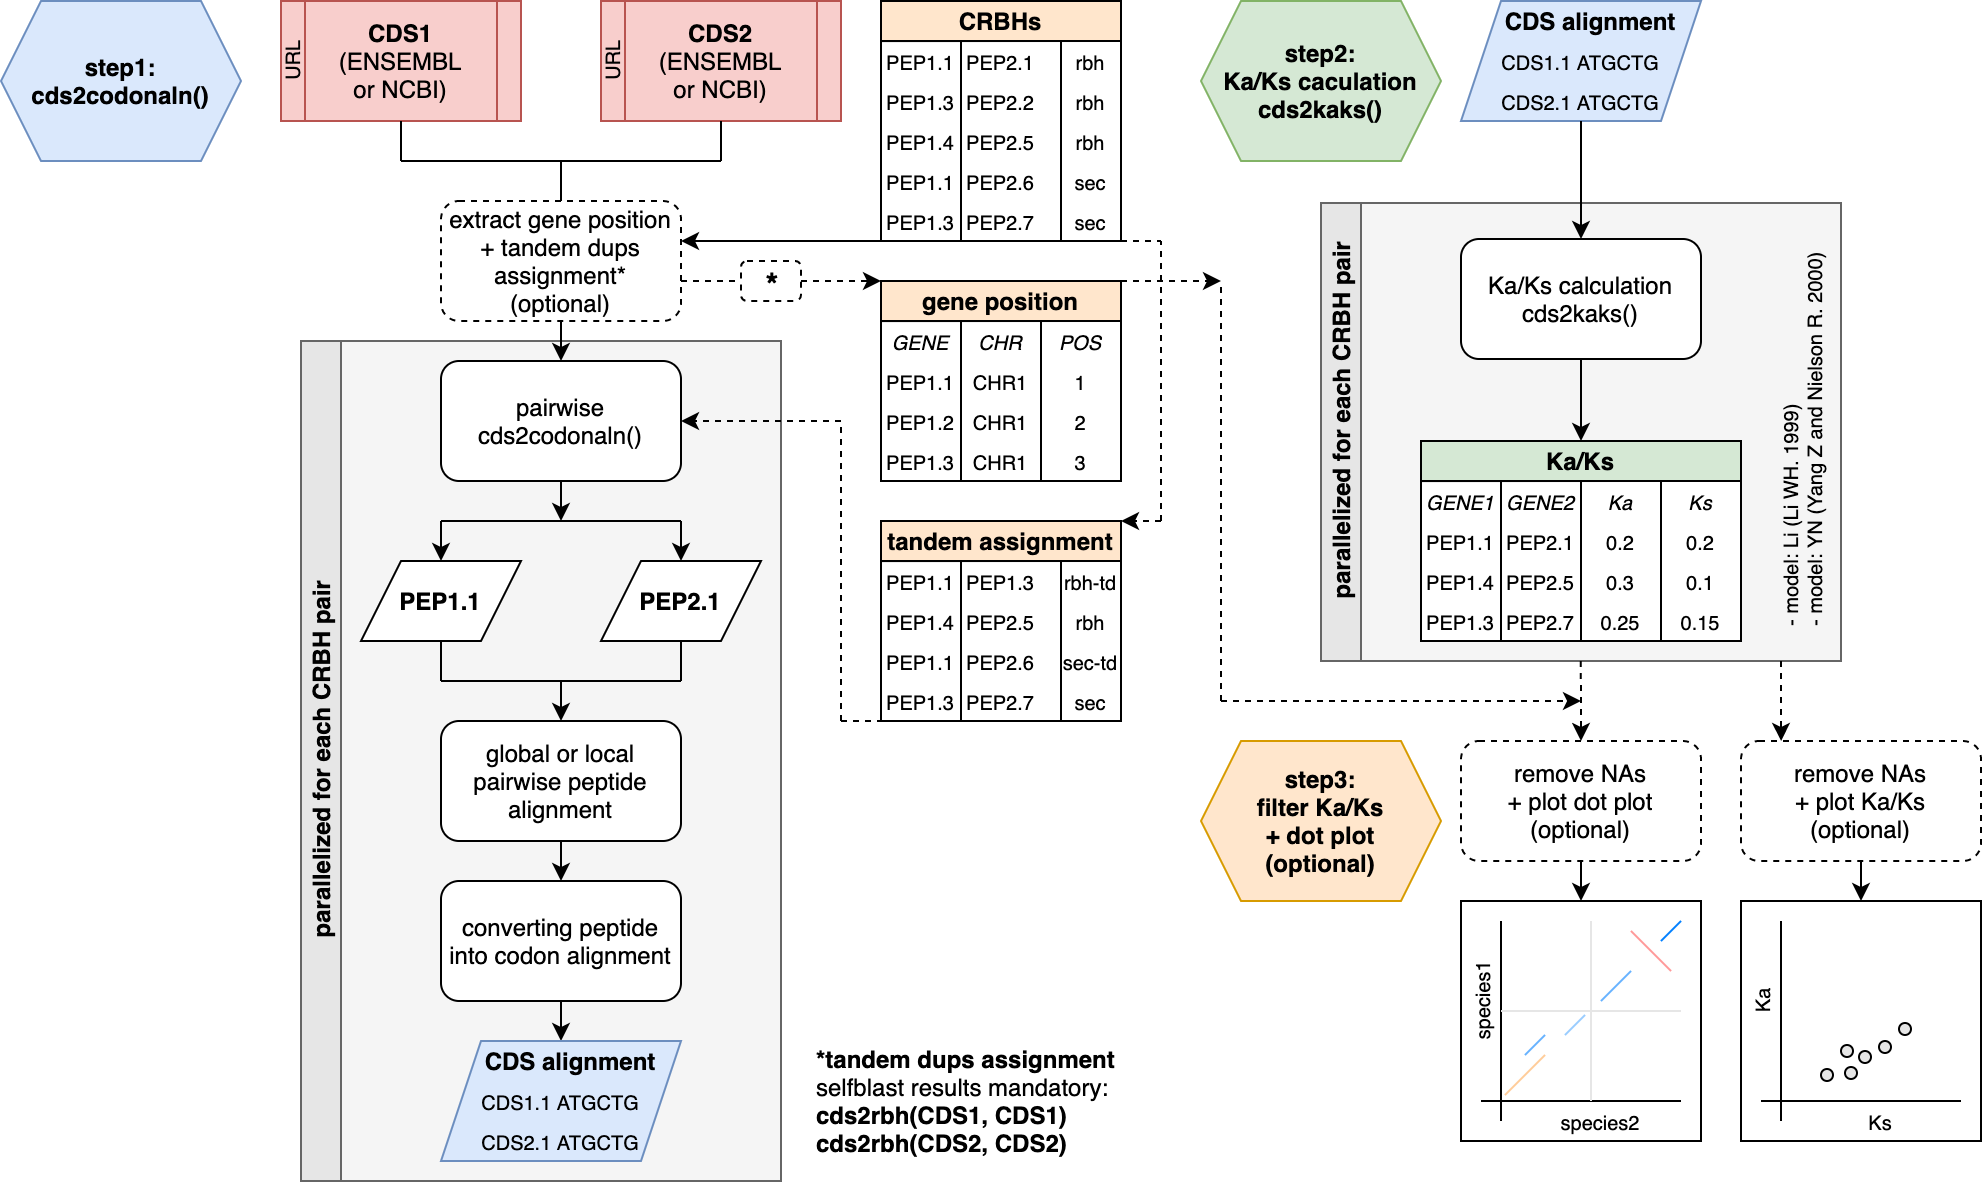 step1:
cds2codonaln()
URL
CDS1
(ENSEMBL
or NCBI)
URL
CDS2
(ENSEMBL
or NCBI)
extract gene position
+ tandem dups
assignment*
(optional)
*
parallelized for each CRBH pair
pairwise
cds2codonaln()
PEP1.1
PEP2.1
global or local
pairwise peptide
alignment
converting peptide
into codon alignment
CDS alignment
CDS1.1 ATGCTG
CDS2.1 ATGCTG
CRBHs
PEP1.1 PEP2.1 rbh
PEP1.3 PEP2.2 rbh
PEP1.4 PEP2.5 rbh
PEP1.1 PEP2.6 sec
PEP1.3 PEP2.7 sec
gene position
GENE CHR POS
PEP1.1 CHR1 1
PEP1.2 CHR1 2
PEP1.3 CHR1 3
tandem assignment
PEP1.1 PEP1.3 rbh-td
PEP1.4 PEP2.5 rbh
PEP1.1 PEP2.6 sec-td
PEP1.3 PEP2.7 sec
*tandem dups assignment
selfblast results mandatory:
cds2rbh(CDS1, CDS1)
cds2rbh(CDS2, CDS2)
step2:
Ka/Ks caculation
cds2kaks()
CDS alignment
CDS1.1 ATGCTG
CDS2.1 ATGCTG
parallelized for each CRBH pair
Ka/Ks calculation
cds2kaks()
Ka/Ks
GENE1 GENE2 Ka Ks
PEP1.1 PEP2.1 0.2 0.2
PEP1.4 PEP2.5 0.3 0.1
PEP1.3 PEP2.7 0.25 0.15
- model: Li (Li WH. 1999)
- model: YN (Yang Z and Nielson R. 2000)
step3:
filter Ka/Ks
+ dot plot
(optional)
remove NAs
+ plot dot plot
(optional)
remove NAs
+ plot Ka/Ks
(optional)
species1
species2
Ka
Ks